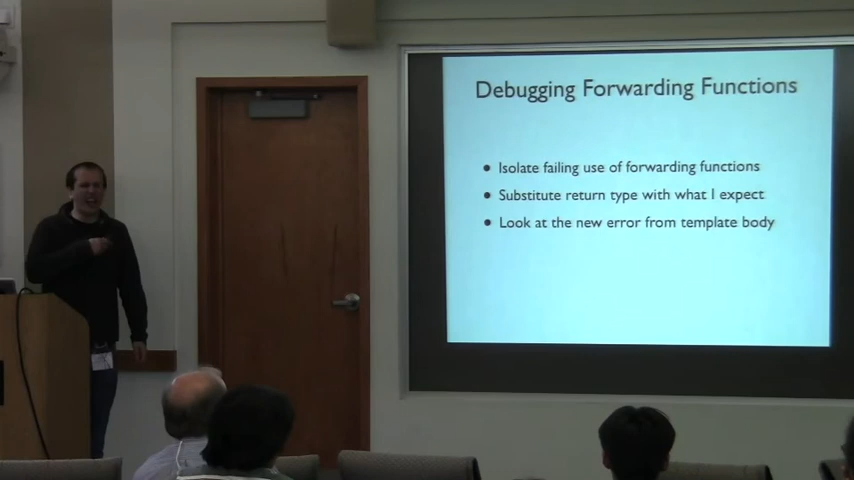 Debugging Forwarding Functions
• Isolate failing use of forwarding functions
• Substitute return type with what I expect
• Look at the new error from template body